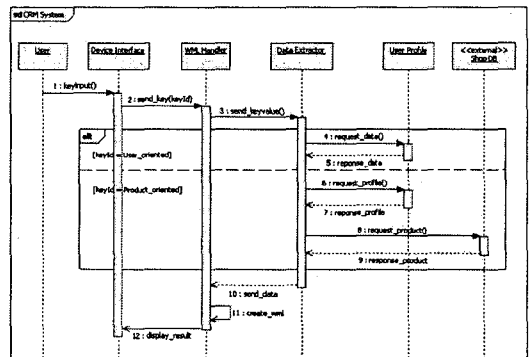 sd CRM System
User
Device Interface
WML Handler
Data Extractor
User Profile
<<external>>
Shop DB
1 : keyInput()
2 : send_key(keyId)
3 : send_keyvalue()
alt
[keyId = User_oriented]
4 : request_data()
5 : reponse_data
[keyId = Product_oriented]
6 : request_profile()
7 : reponse_profile
8 : request_product()
9 : response_product
10 : send_data
11 : create_wml
12 : display_result